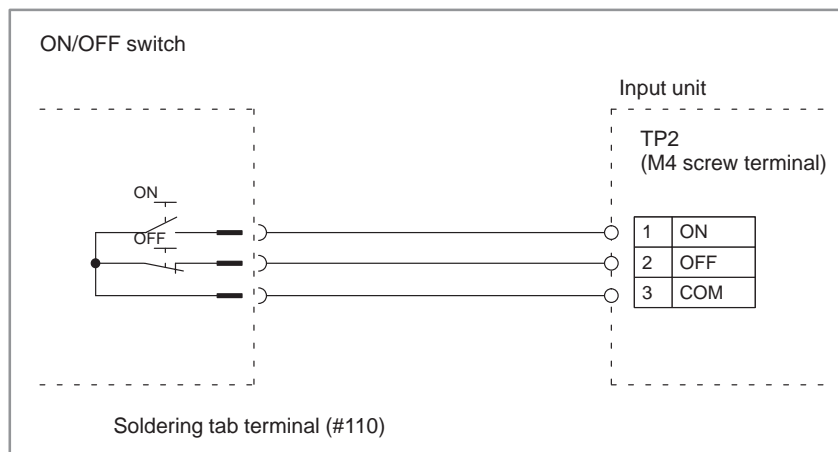 ON/OFF switch
Input unit
TP2
(M4 screw terminal)
ON
OFF
1 ON
2 OFF
3 COM
Soldering tab terminal (#110)